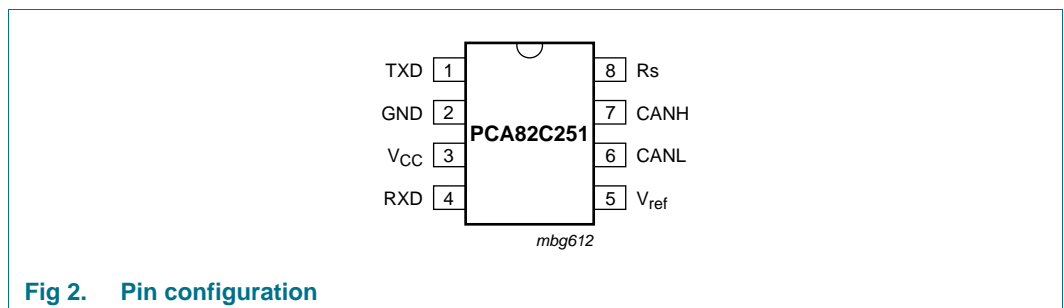 TXD 1 8 Rs
GND 2 7 CANH
PCA82C251
VCC 3 6 CANL
RXD 4 5 Vref
mbg612
Fig 2. Pin configuration